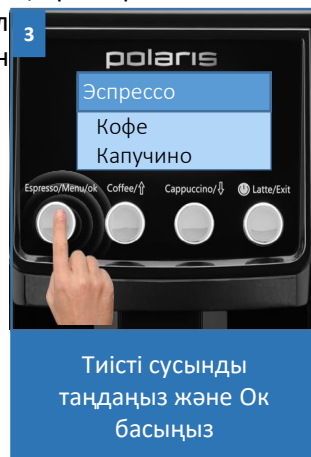 3
polaris
Эспрессо
Кофе
Капучино
Espresso/Menu/ok Coffee/⇧ Cappuccino/⇩ Latte/Exit
Тиісті сусынды
таңдаңыз және Ок
басыңыз